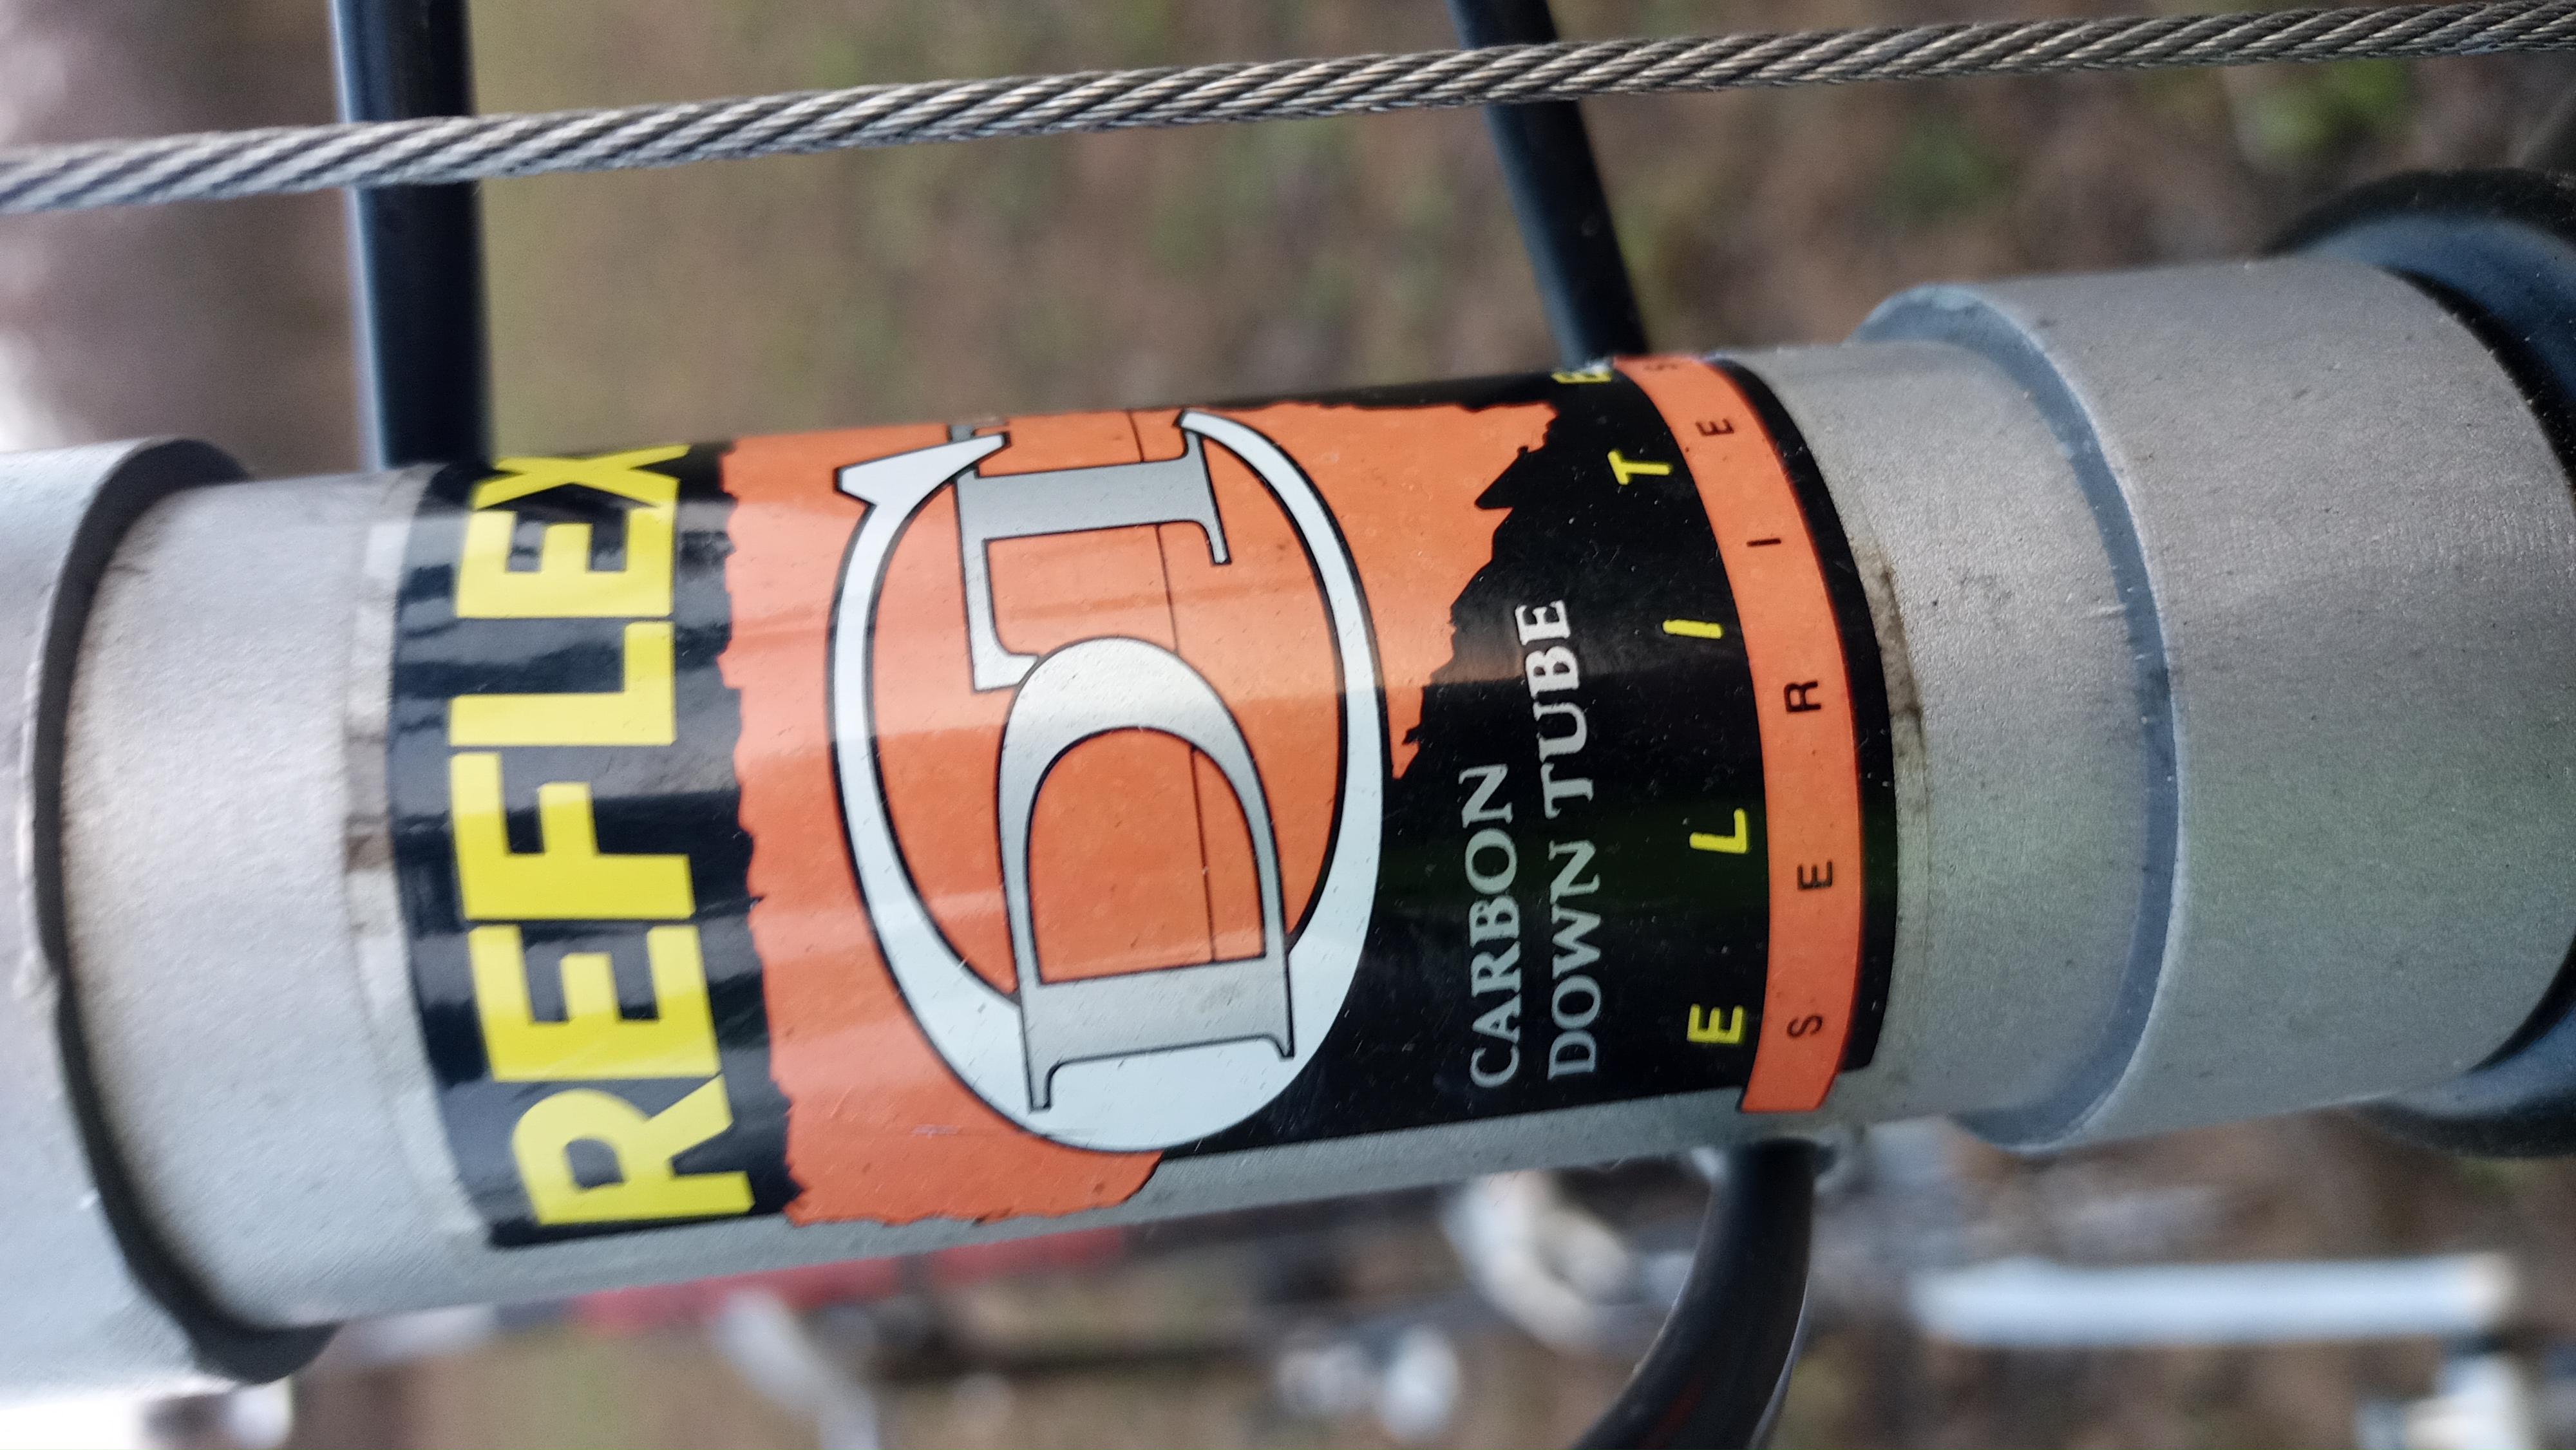 REFLEX
DT
CARBON
DOWN TUBE
ELITE
SERIES